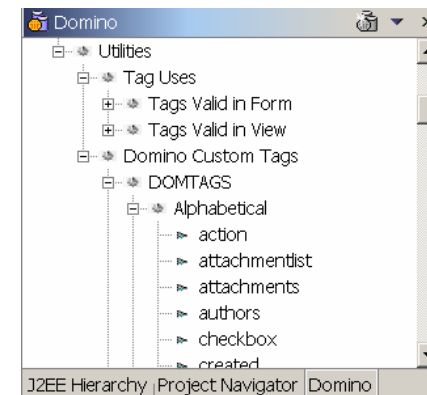 Domino
Utilities
Tag Uses
Tags Valid in Form
Tags Valid in View
Domino Custom Tags
DOMTAGS
Alphabetical
action
attachmentlist
attachments
authors
checkbox
created
J2EE Hierarchy Project Navigator Domino